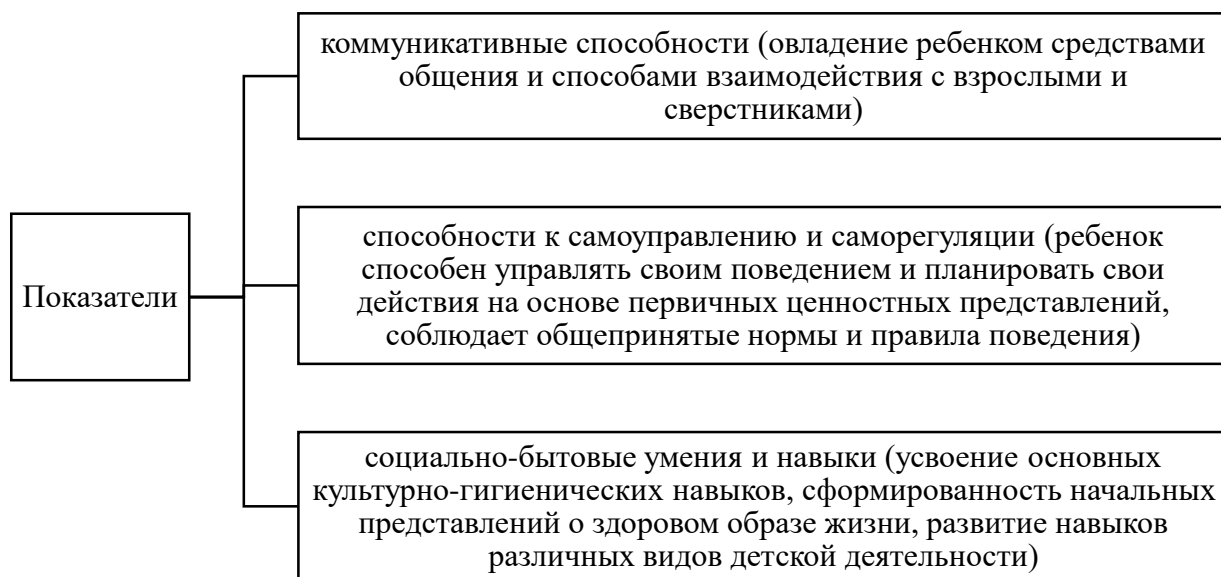 коммуникативные способности (овладение ребенком средствами
общения и способами взаимодействия с взрослыми и
сверстниками)
Показатели
способности к самоуправлению и саморегуляции (ребенок
способен управлять своим поведением и планировать свои
действия на основе первичных ценностных представлений,
соблюдает общепринятые нормы и правила поведения)
социально-бытовые умения и навыки (усвоение основных
культурно-гигиенических навыков, сформированность начальных
представлений о здоровом образе жизни, развитие навыков
различных видов детской деятельности)